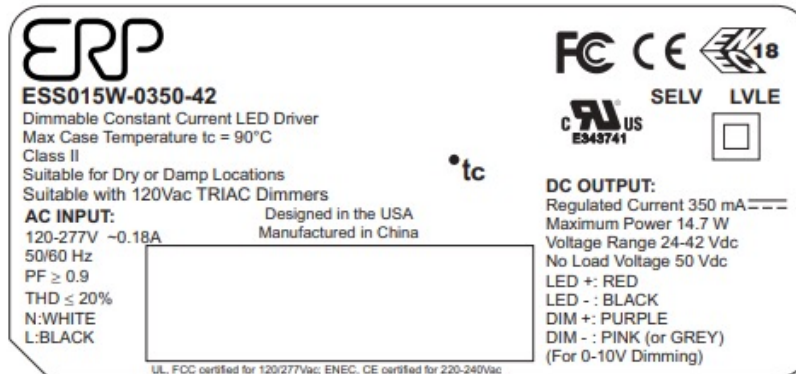 ERP
ESS015W-0350-42
Dimmable Constant Current LED Driver
Max Case Temperature tc = 90°C
Class II
Suitable for Dry or Damp Locations
Suitable with 120Vac TRIAC Dimmers
AC INPUT:
120-277V ~0.18A
50/60 Hz
PF ≥ 0.9
THD ≤ 20%
N:WHITE
L:BLACK
Designed in the USA
Manufactured in China
•tc
UL, FCC certified for 120/277Vac; ENEC, CE certified for 220-240Vac
FC CE ENEC 18
SELV LVLE
C RU US
E343741
DC OUTPUT:
Regulated Current 350 mA
Maximum Power 14.7 W
Voltage Range 24-42 Vdc
No Load Voltage 50 Vdc
LED +: RED
LED - : BLACK
DIM +: PURPLE
DIM - : PINK (or GREY)
(For 0-10V Dimming)